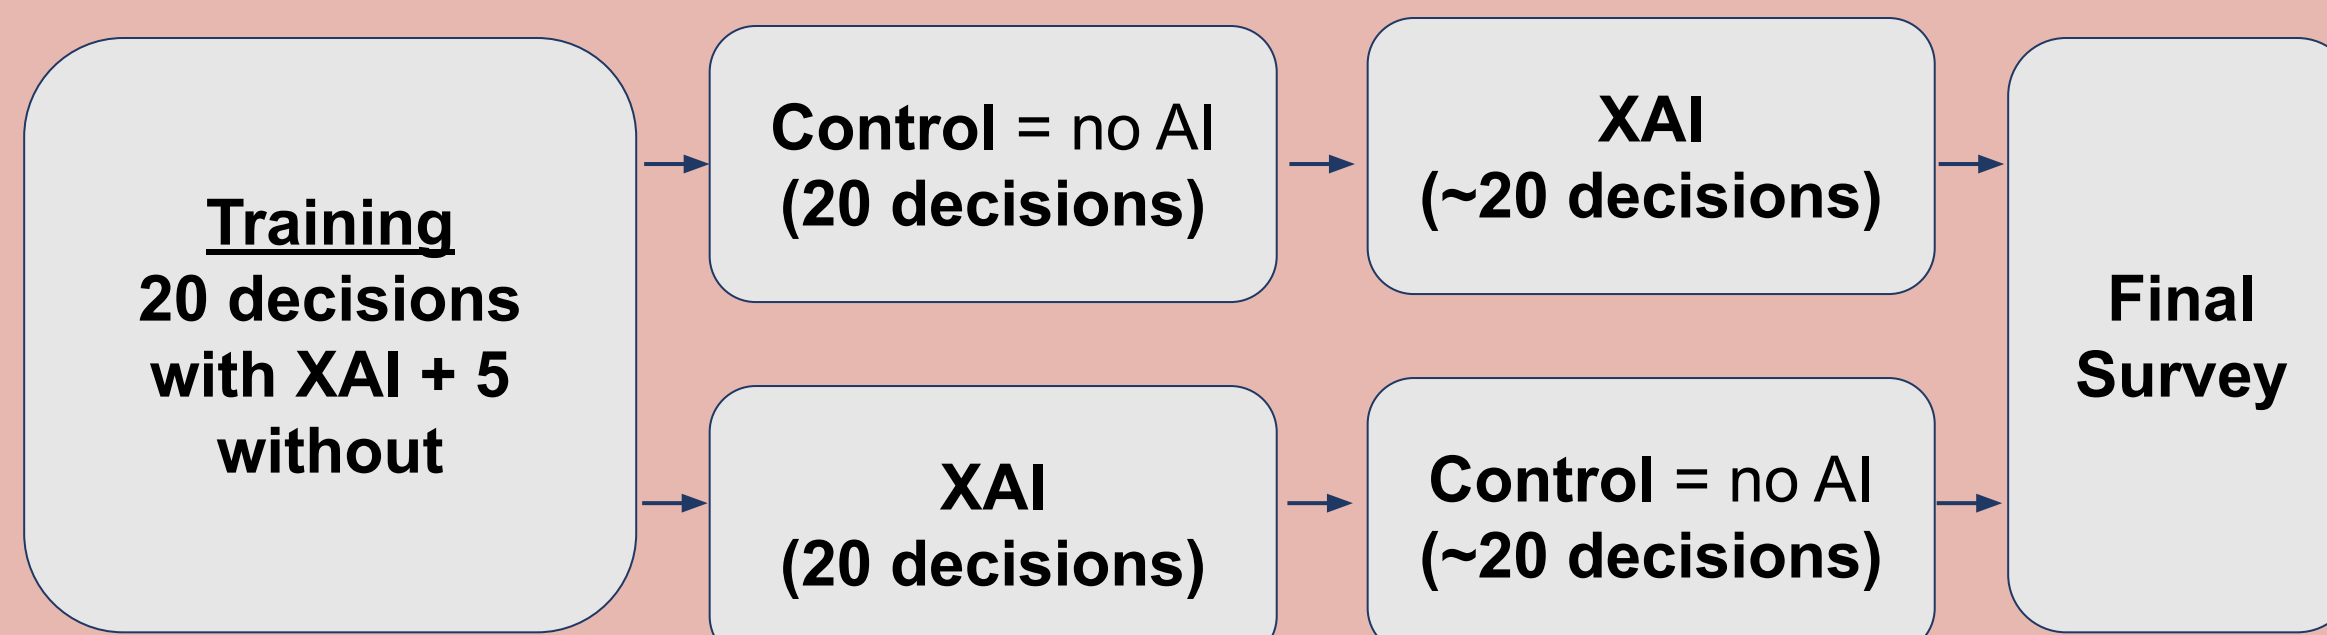 Training
20 decisions
with XAI + 5
without
Control = no AI
(20 decisions)
XAI
(~20 decisions)
XAI
(20 decisions)
Control = no AI
(~20 decisions)
Final
Survey